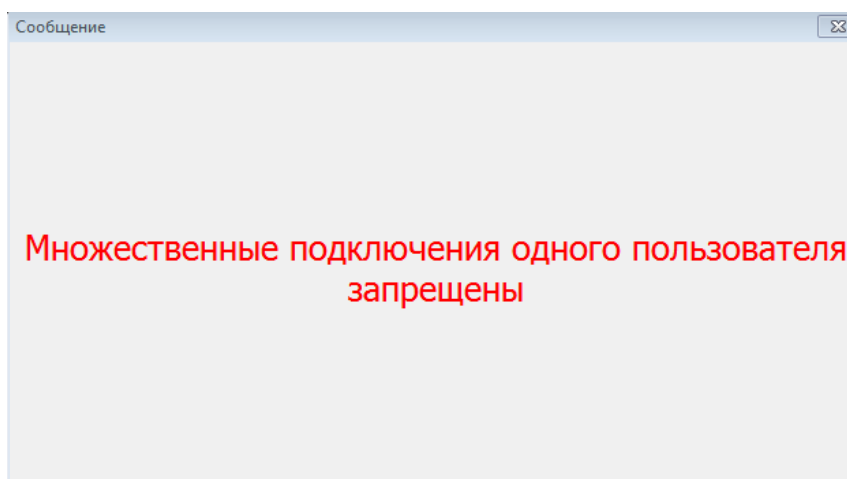 Сообщение
Множественные подключения одного пользователя
запрещены